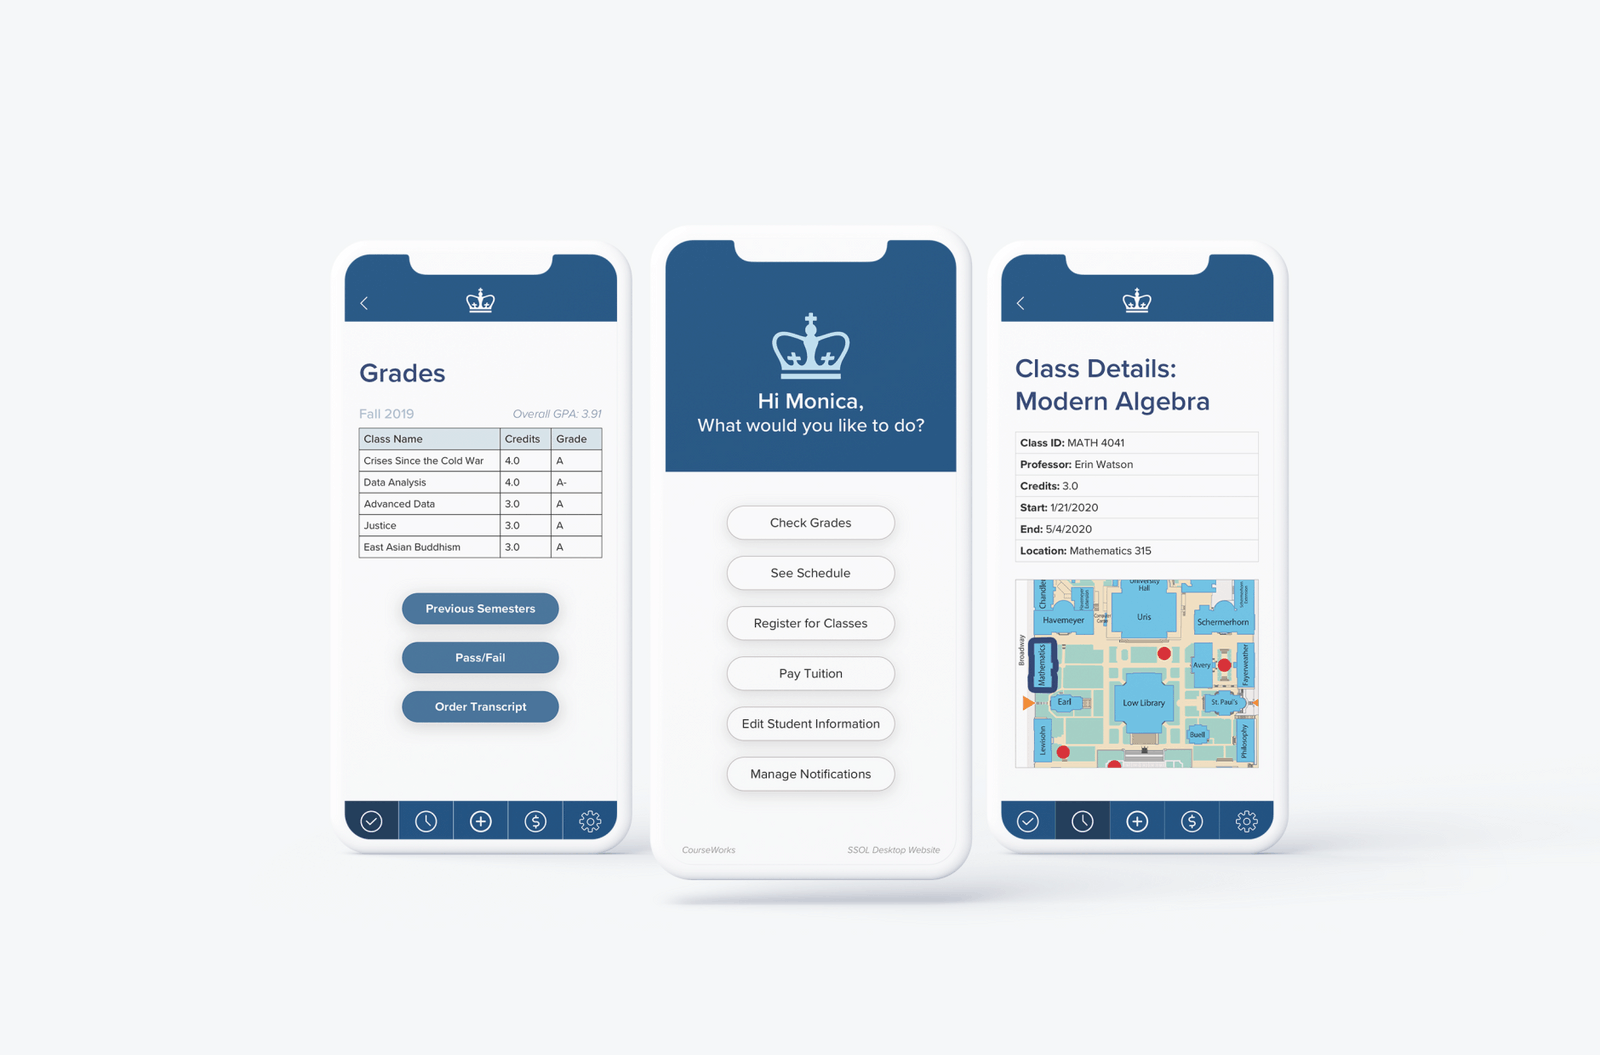 Grades
Fall 2019 Overall GPA: 3.91
Class Name Credits Grade
Crises Since the Cold War 4.0 A
Data Analysis 4.0 A-
Advanced Data 3.0 A
Justice 3.0 A
East Asian Buddhism 3.0 A
Previous Semesters
Pass/Fail
Order Transcript
Hi Monica,
What would you like to do?
Check Grades
See Schedule
Register for Classes
Pay Tuition
Edit Student Information
Manage Notifications
CourseWorks SSOL Desktop Website
Class Details:
Modern Algebra
Class ID: MATH 4041
Professor: Erin Watson
Credits: 3.0
Start: 1/21/2020
End: 5/4/2020
Location: Mathematics 315
Chandler
Havemeyer
Extension
University
Hall
Havemeyer
Uris
Schermerhorn
Broadway
Mathematics
Avery
Fayerweather
Earl
Low Library
St. Paul's
Lewisohn
Buell
Philosophy